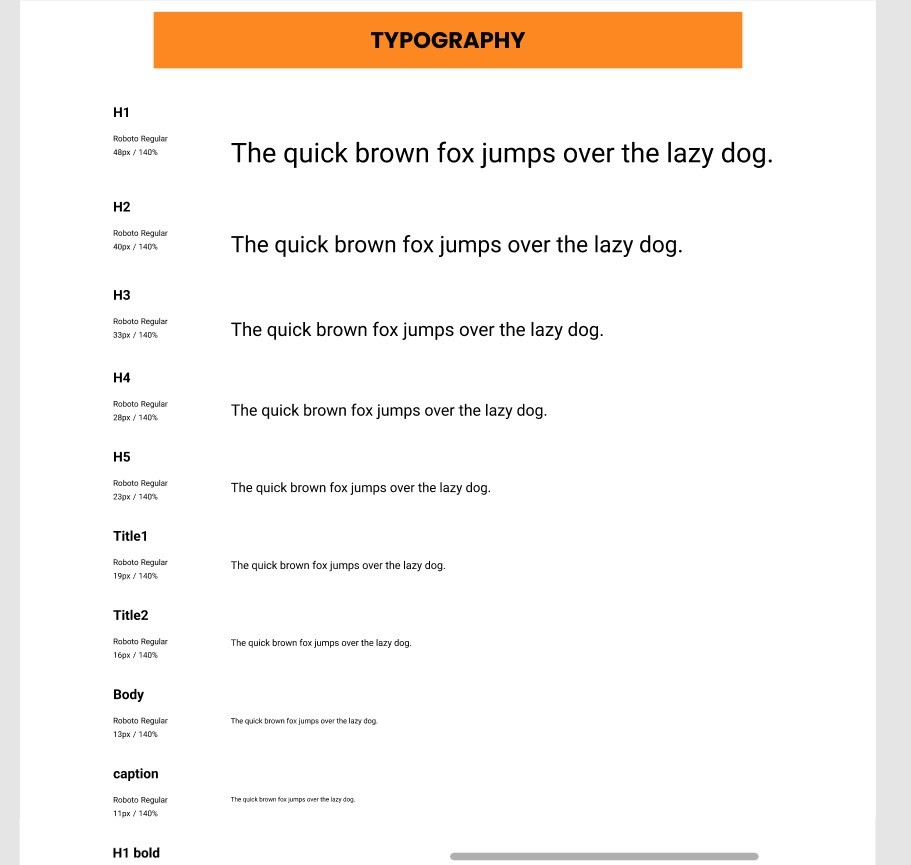 TYPOGRAPHY
H1
Roboto Regular
48px / 140%
The quick brown fox jumps over the lazy dog.
H2
Roboto Regular
40px / 140%
The quick brown fox jumps over the lazy dog.
H3
Roboto Regular
33px / 140%
The quick brown fox jumps over the lazy dog.
H4
Roboto Regular
28px / 140%
The quick brown fox jumps over the lazy dog.
H5
Roboto Regular
23px / 140%
The quick brown fox jumps over the lazy dog.
Title1
Roboto Regular
19px / 140%
The quick brown fox jumps over the lazy dog.
Title2
Roboto Regular
16px / 140%
The quick brown fox jumps over the lazy dog.
Body
Roboto Regular
13px / 140%
The quick brown fox jumps over the lazy dog.
caption
Roboto Regular
11px / 140%
The quick brown fox jumps over the lazy dog.
H1 bold